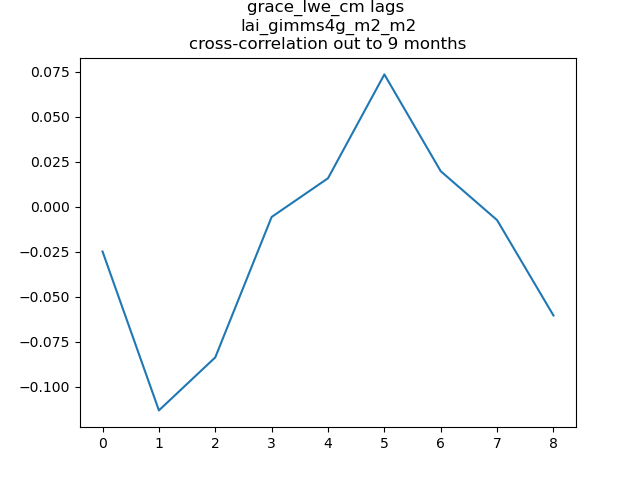 grace_lwe_cm lags
lai_gimms4g_m2_m2
cross-correlation out to 9 months
0.075
0.050
0.025
0.000
−0.025
−0.050
−0.075
−0.100
0 1 2 3 4 5 6 7 8